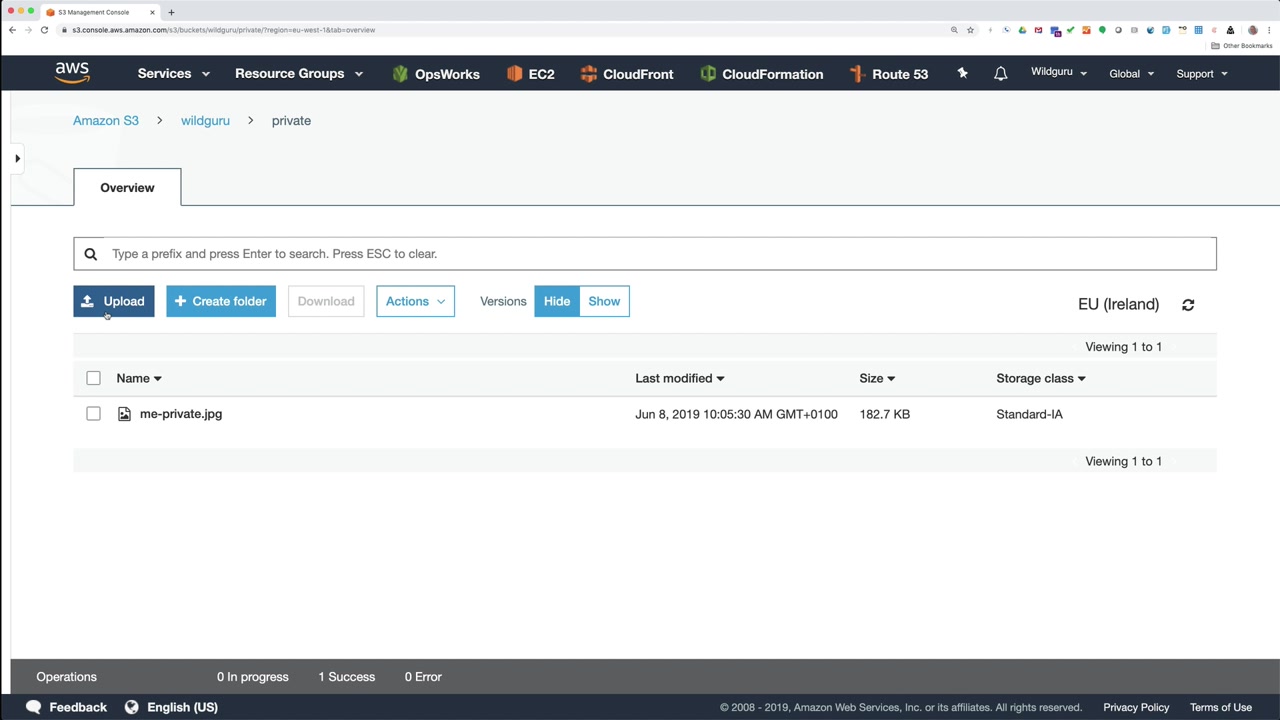 S3 Management Console
s3.console.aws.amazon.com/s3/buckets/wildguru/private/?region=eu-west-1&tab=overview
Other Bookmarks
aws Services Resource Groups OpsWorks EC2 CloudFront CloudFormation Route 53 Wildguru Global Support
Amazon S3 > wildguru > private
Overview
Type a prefix and press Enter to search. Press ESC to clear.
Upload + Create folder Download Actions Versions Hide Show EU (Ireland)
Viewing 1 to 1
Name Last modified Size Storage class
me-private.jpg Jun 8, 2019 10:05:30 AM GMT+0100 182.7 KB Standard-IA
Viewing 1 to 1
Operations 0 In progress 1 Success 0 Error
Feedback English (US) © 2008 - 2019, Amazon Web Services, Inc. or its affiliates. All rights reserved. Privacy Policy Terms of Use